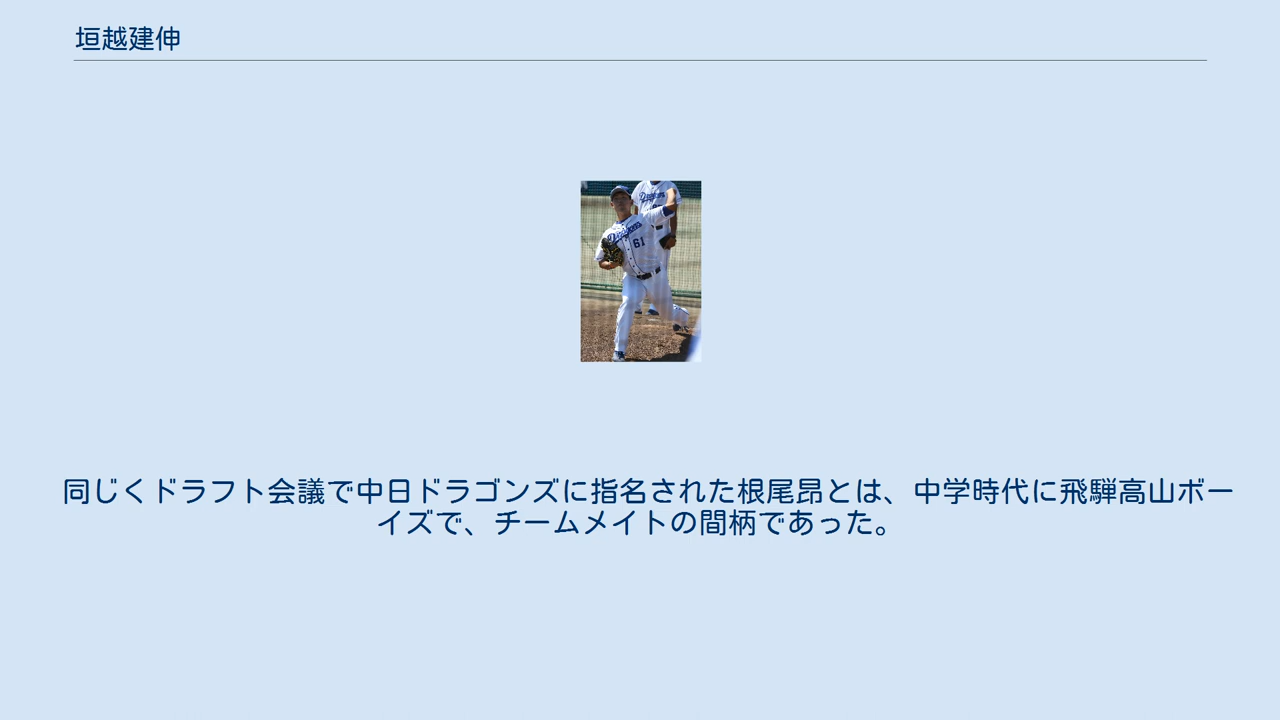 垣越建伸
Dragons
Dragons
61
同じくドラフト会議で中日ドラゴンズに指名された根尾昂とは、中学時代に飛騨高山ボー
イズで、チームメイトの間柄であった。